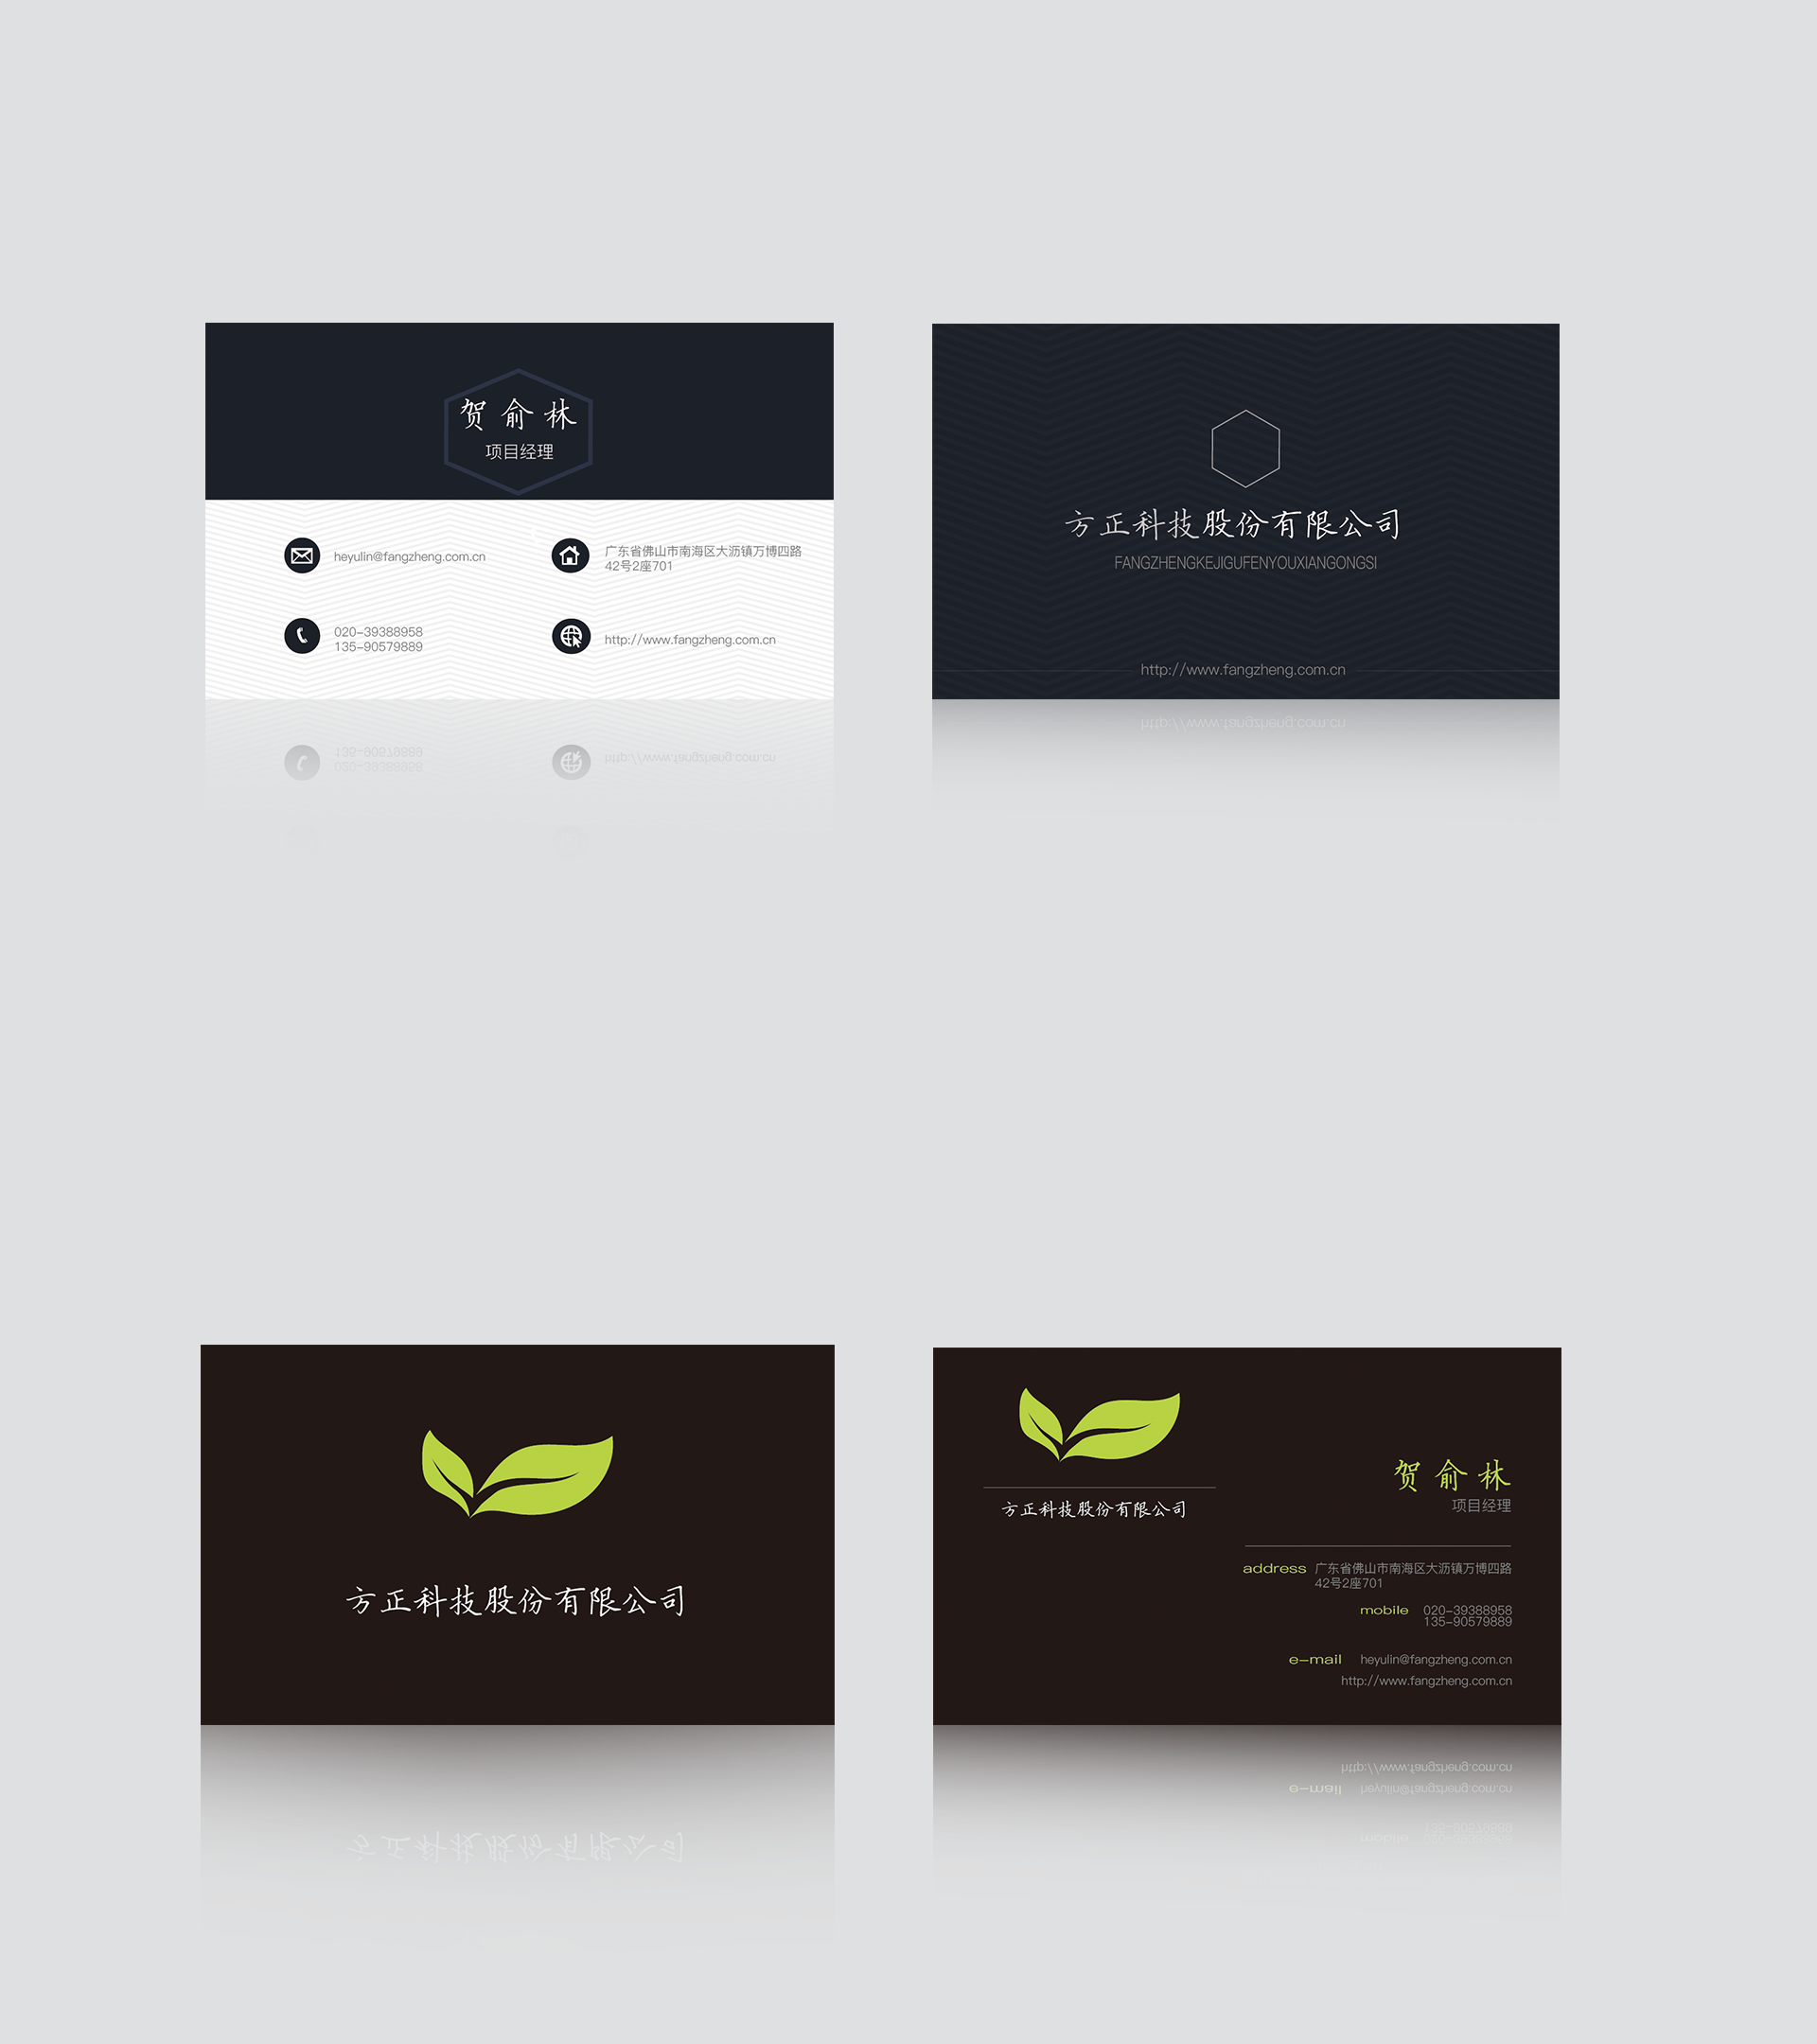 贺俞林
项目经理
heyulin@fangzheng.com.cn
广东省佛山市南海区大沥镇万博四路
42号2座701
020-39388958
135-90579889
http://www.fangzheng.com.cn
方正科技股份有限公司
FANGZHENGKEJIGUFENYOUXIANGONGSI
http://www.fangzheng.com.cn
方正科技股份有限公司
方正科技股份有限公司
贺俞林
项目经理
address 广东省佛山市南海区大沥镇万博四路
42号2座701
mobile 020-39388958
135-90579889
e-mail heyulin@fangzheng.com.cn
http://www.fangzheng.com.cn